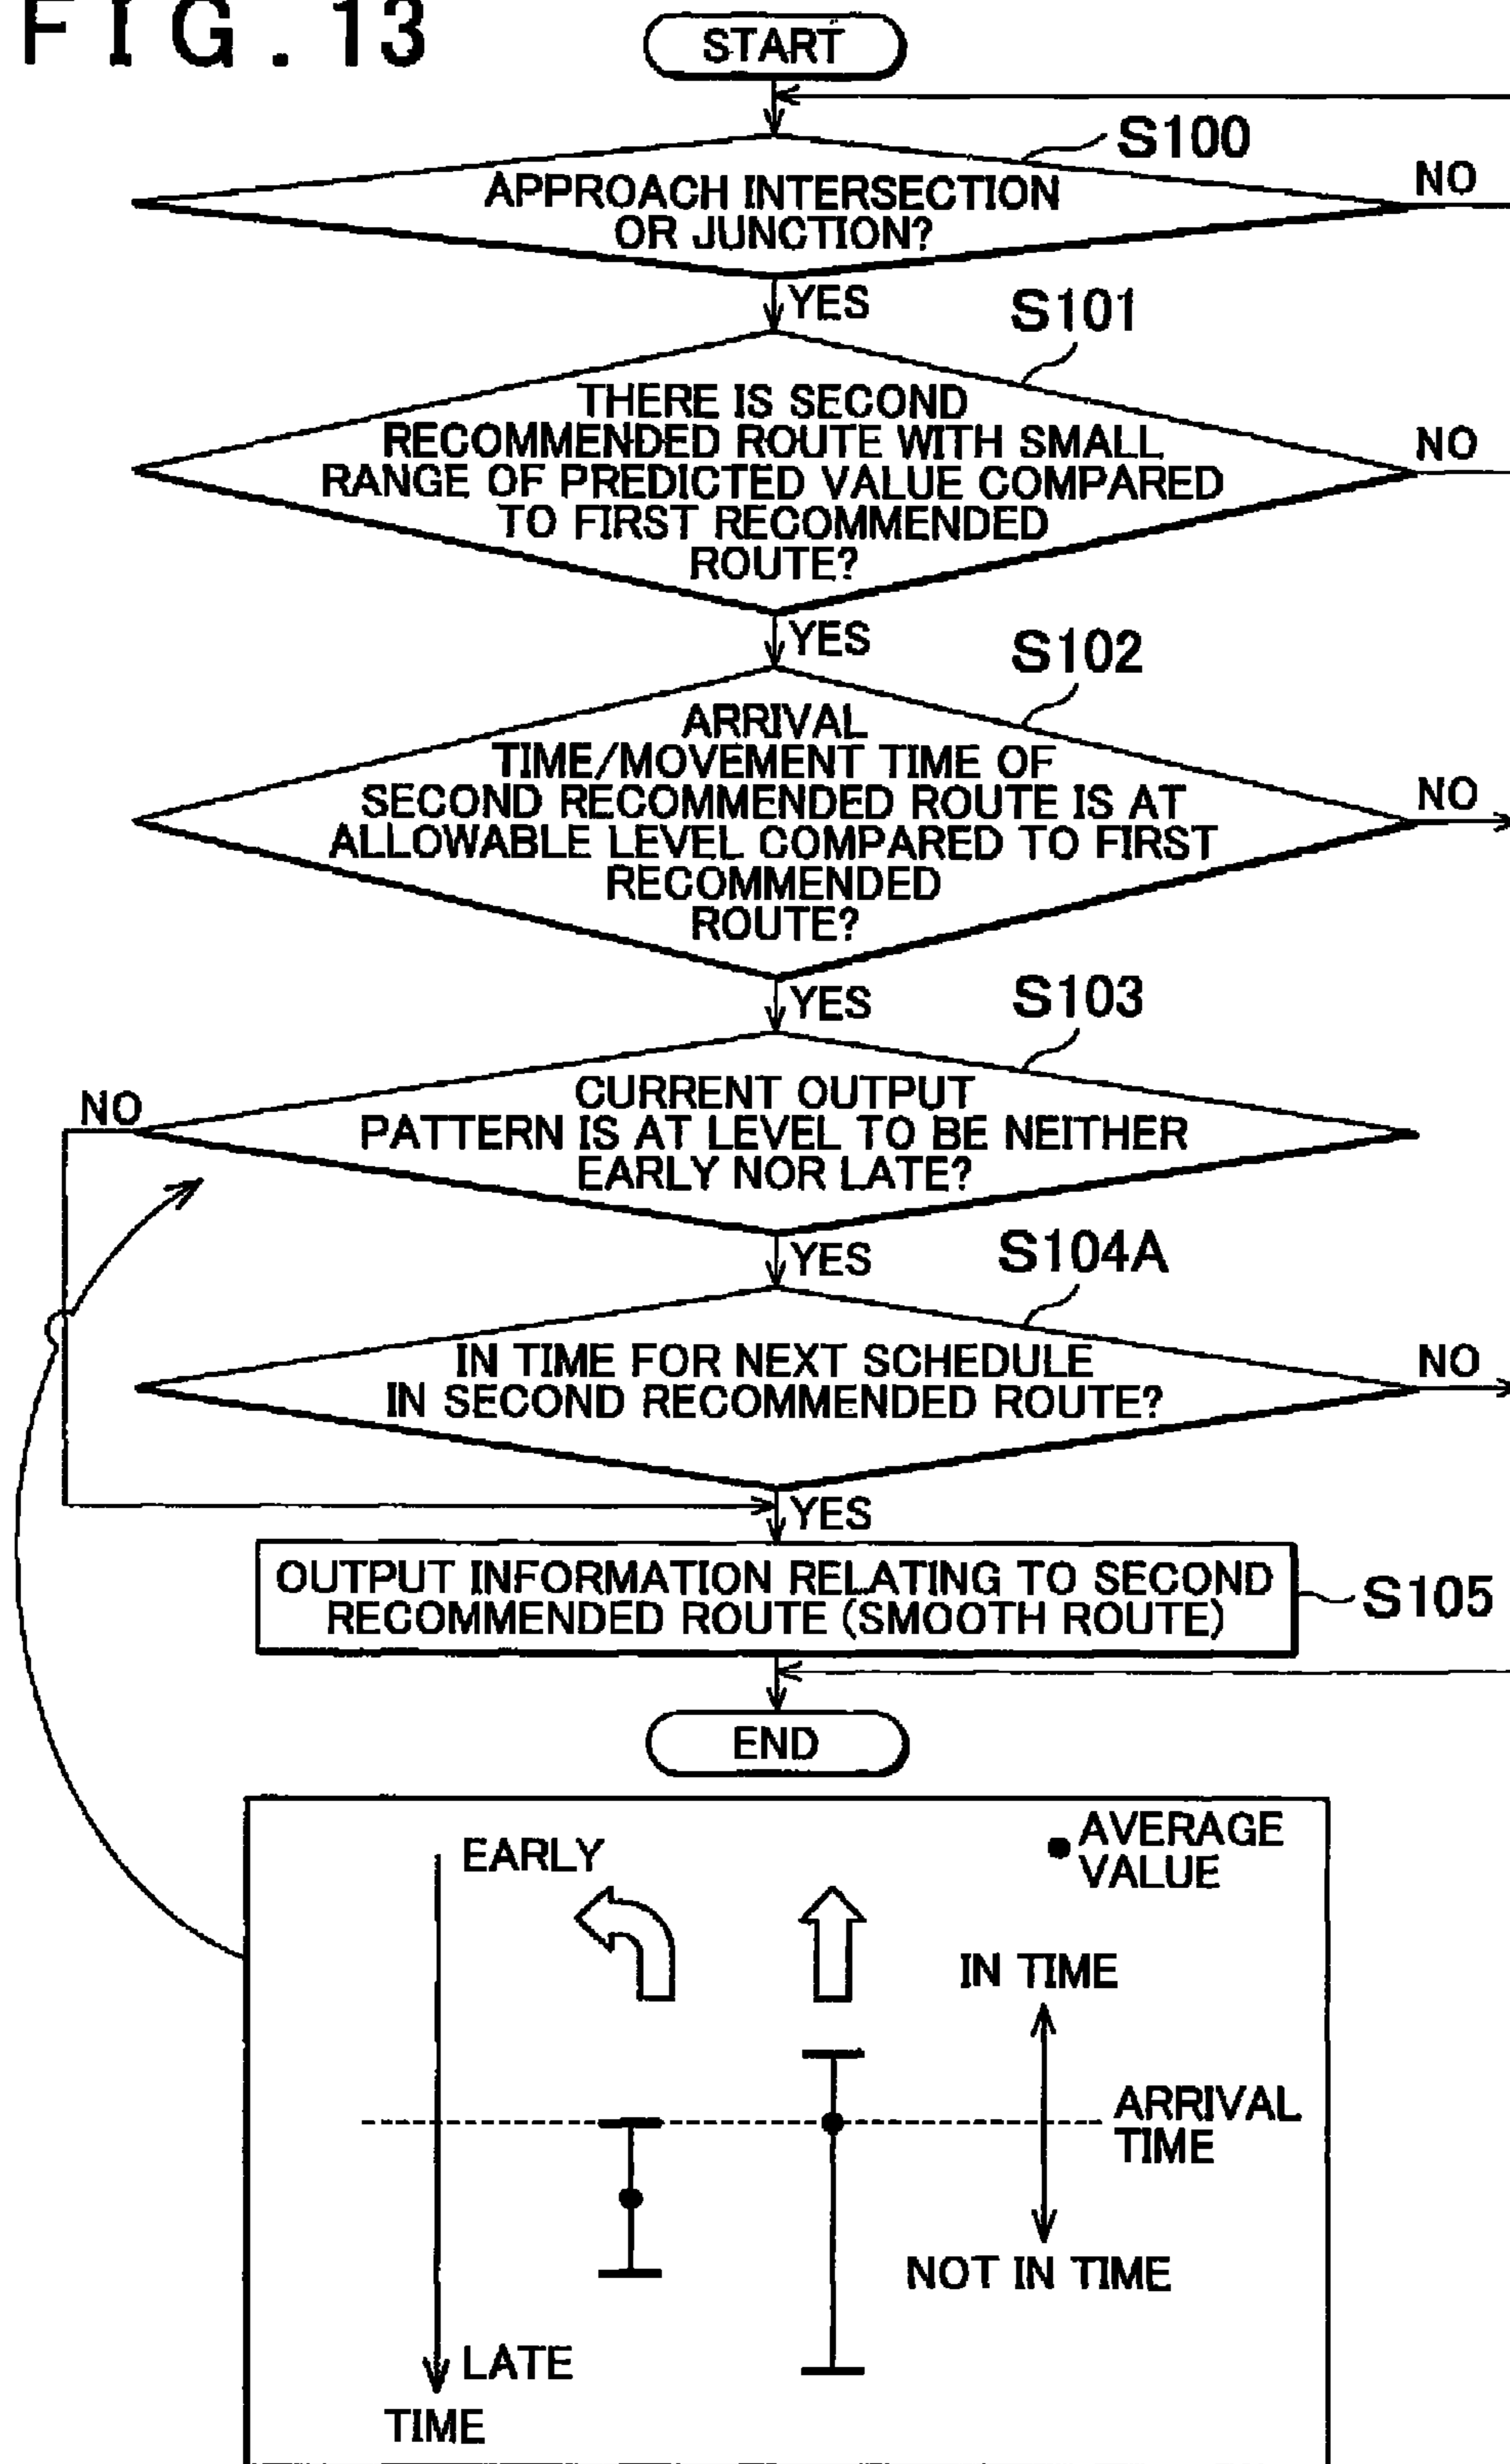 FIG.13
START
S100
APPROACH INTERSECTION
OR JUNCTION?
NO
YES
S101
THERE IS SECOND
RECOMMENDED ROUTE WITH SMALL
RANGE OF PREDICTED VALUE COMPARED
TO FIRST RECOMMENDED
ROUTE?
NO
YES
S102
ARRIVAL
TIME/MOVEMENT TIME OF
SECOND RECOMMENDED ROUTE IS AT
ALLOWABLE LEVEL COMPARED TO FIRST
RECOMMENDED
ROUTE?
NO
YES
S103
NO
CURRENT OUTPUT
PATTERN IS AT LEVEL TO BE NEITHER
EARLY NOR LATE?
YES
S104A
IN TIME FOR NEXT SCHEDULE
IN SECOND RECOMMENDED ROUTE?
NO
YES
OUTPUT INFORMATION RELATING TO SECOND
RECOMMENDED ROUTE (SMOOTH ROUTE)
S105
END
EARLY
AVERAGE
VALUE
IN TIME
ARRIVAL
TIME
NOT IN TIME
LATE
TIME